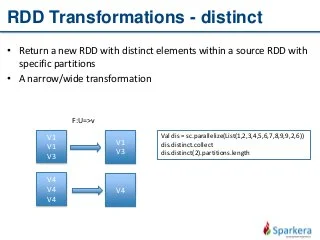 RDD Transformations - distinct
• Return a new RDD with distinct elements within a source RDD with
specific partitions
• A narrow/wide transformation
F:U=>v
V1
V1
V3
V1
V3
V4
V4
V4
V4
Val dis = sc.parallelize(List(1,2,3,4,5,6,7,8,9,9,2,6))
dis.distinct.collect
dis.distinct(2).partitions.length
Sparkera